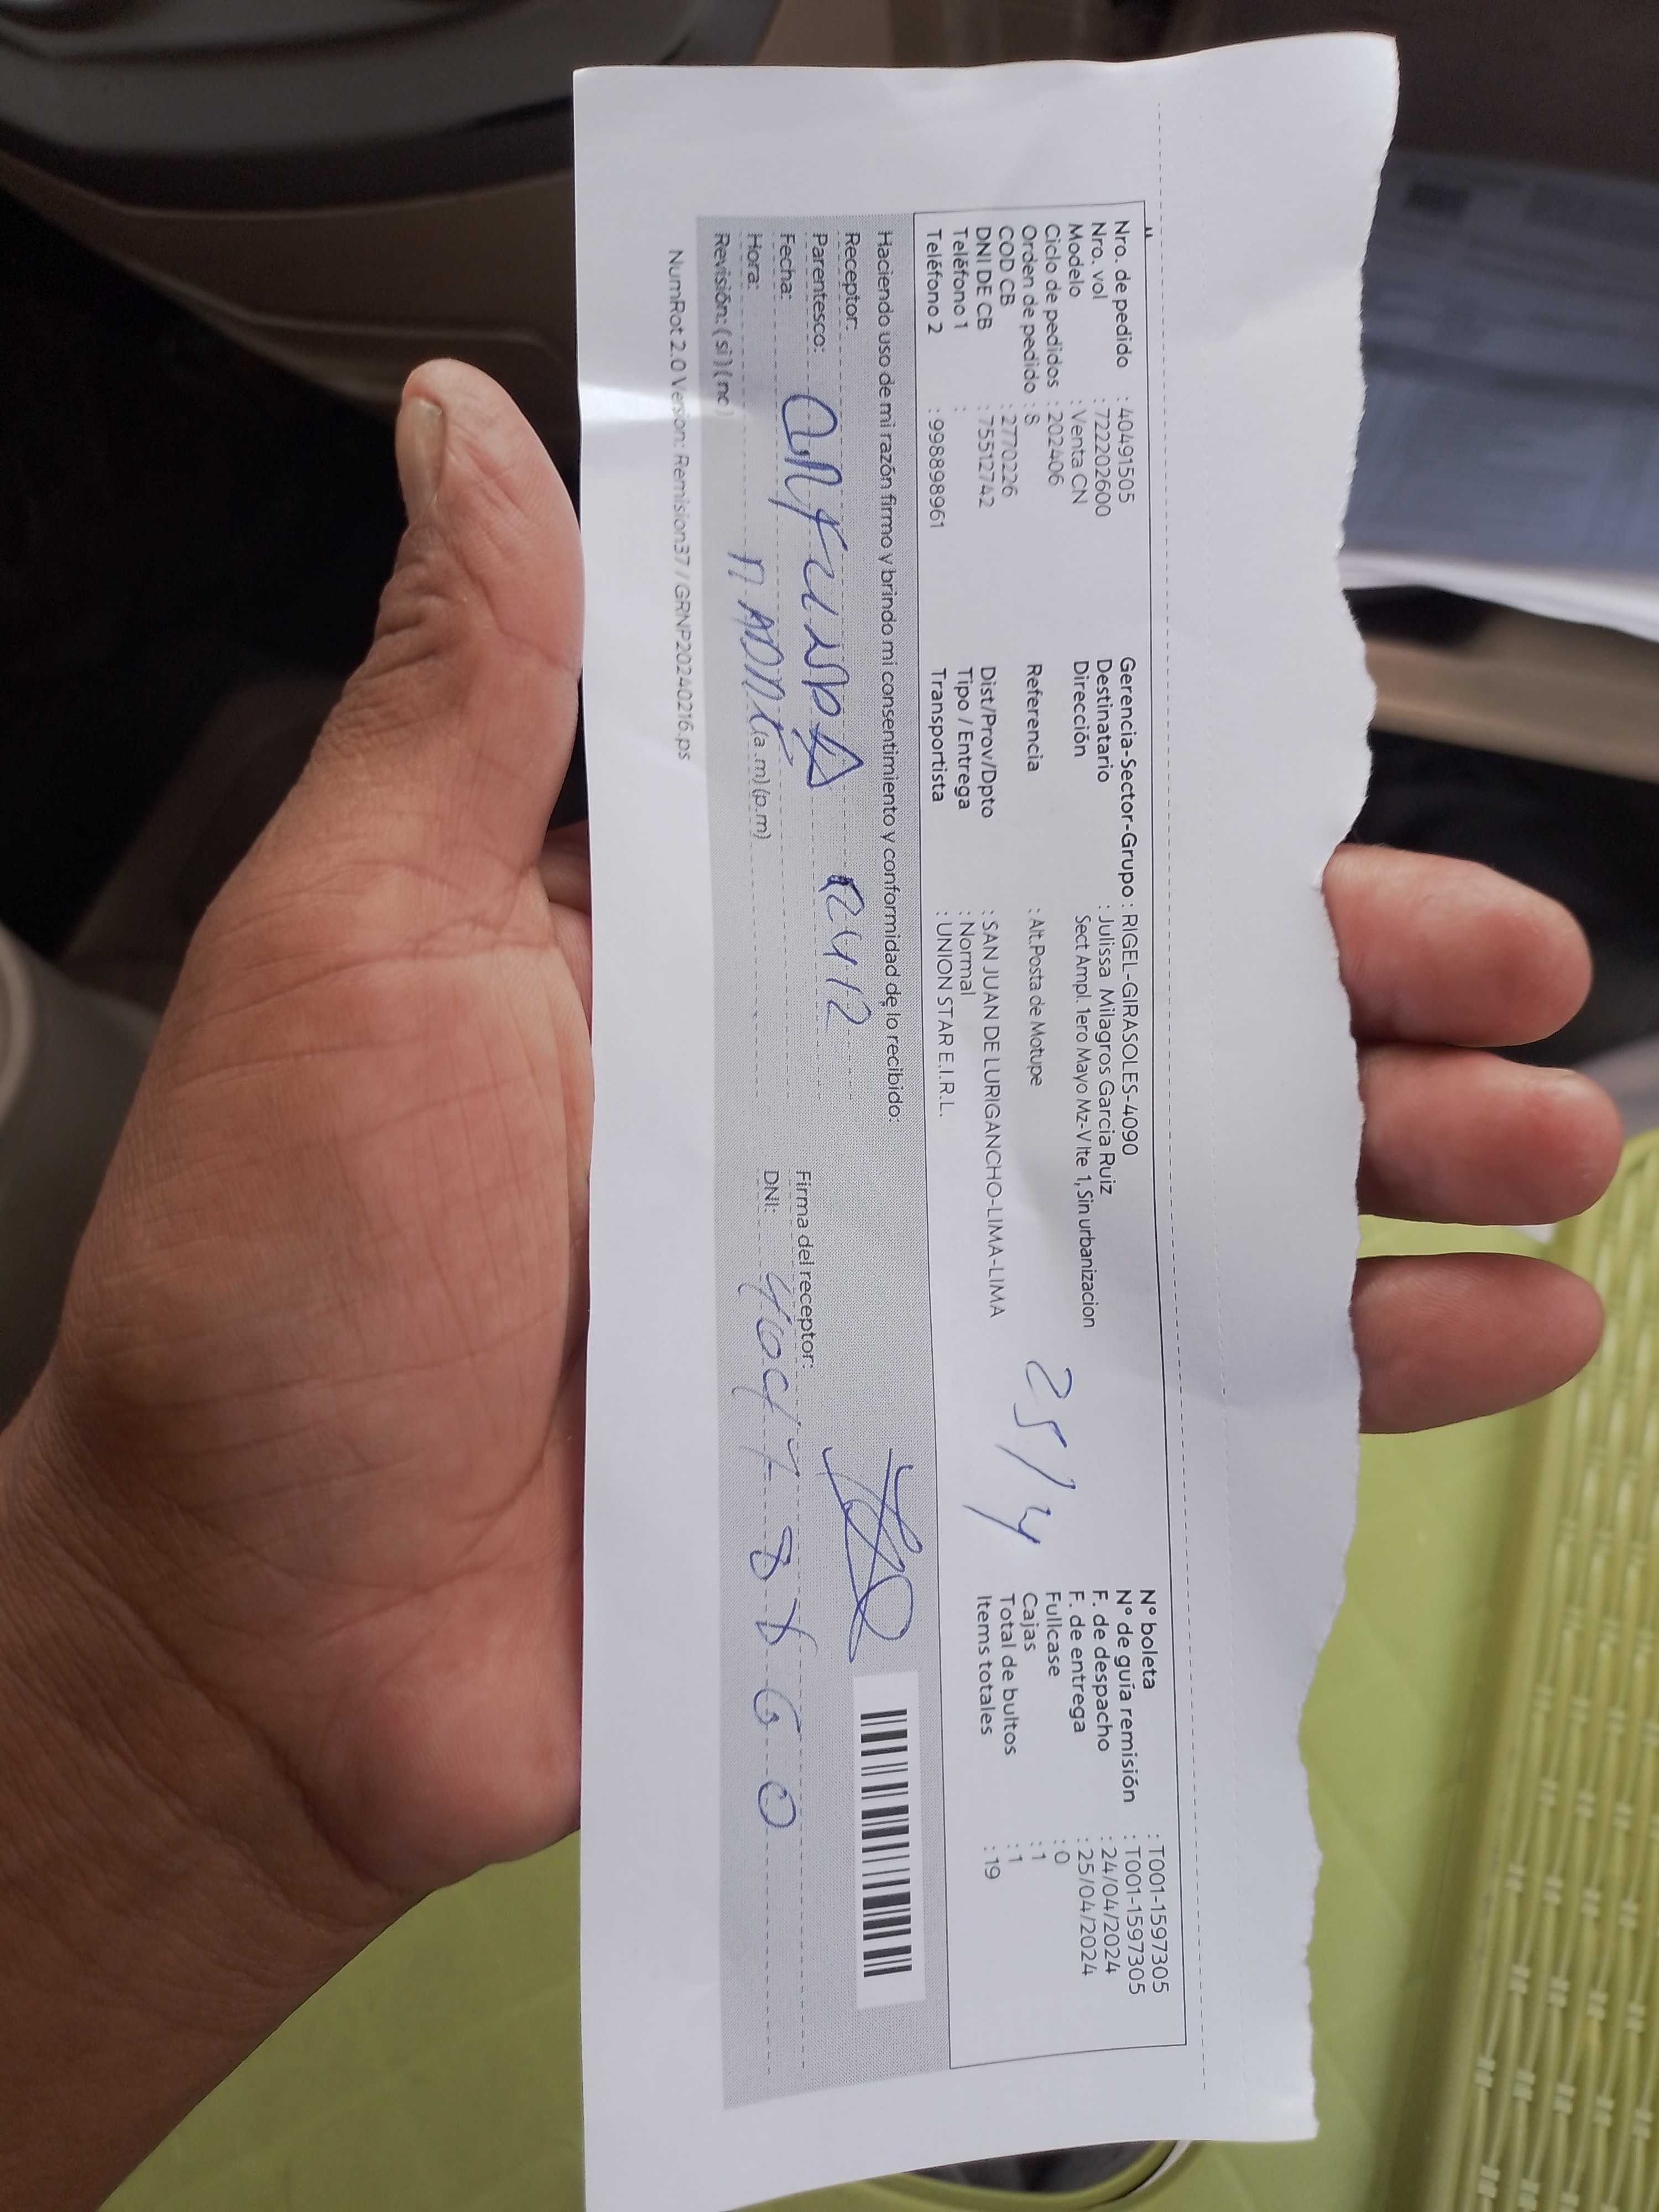 Nro. de pedido : 40491505
Nro. vol : 722202600
Modelo : Venta CN
Ciclo de pedidos : 202406
Orden de pedido : 8
COD CB : 2770226
DNI DE CB : 75512742
Teléfono 1 :
Teléfono 2 : 998898961
Gerencia-Sector-Grupo : RIGEL-GIRASOLES-4090
Destinatario : Julissa Milagros Garcia Ruiz
Dirección Sect Ampl. 1ero Mayo Mz-V lte 1, Sin urbanizacion
Referencia : Alt.Posta de Motupe
Dist/Prov/Dpto : SAN JUAN DE LURIGANCHO-LIMA-LIMA
Tipo / Entrega : Normal
Transportista : UNION STAR E.I.R.L.
25/4
N° boleta : T001-1597305
N° de guía remisión : T001-1597305
F. de despacho : 24/04/2024
F. de entrega : 25/04/2024
Fullcase : 0
Cajas : 1
Total de bultos : 1
Items totales : 19
Haciendo uso de mi razón firmo y brindo mi consentimiento y conformidad de lo recibido:
Receptor:
Parentesco:
Fecha:
Hora: (a.m) (p.m)
Revisión: ( si ) ( no )
Firma del receptor:
DNI:
NumRot 2.0 Version: Remision37 / GRNP20240216.ps